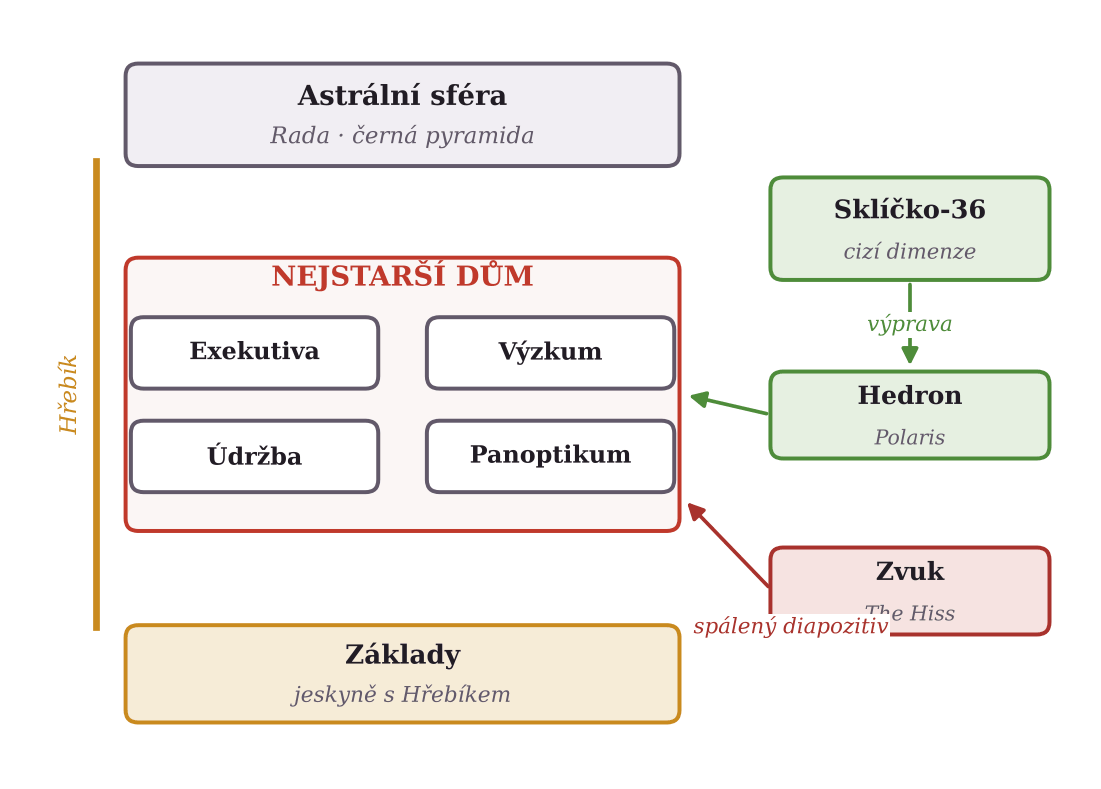 Astrální sféra
Rada · černá pyramida
Hřebík
NEJSTARŠÍ DŮM
Exekutiva
Výzkum
Údržba
Panoptikum
Základy
jeskyně s Hřebíkem
Sklíčko-36
cizí dimenze
výprava
Hedron
Polaris
Zvuk
The Hiss
spálený diapozitiv